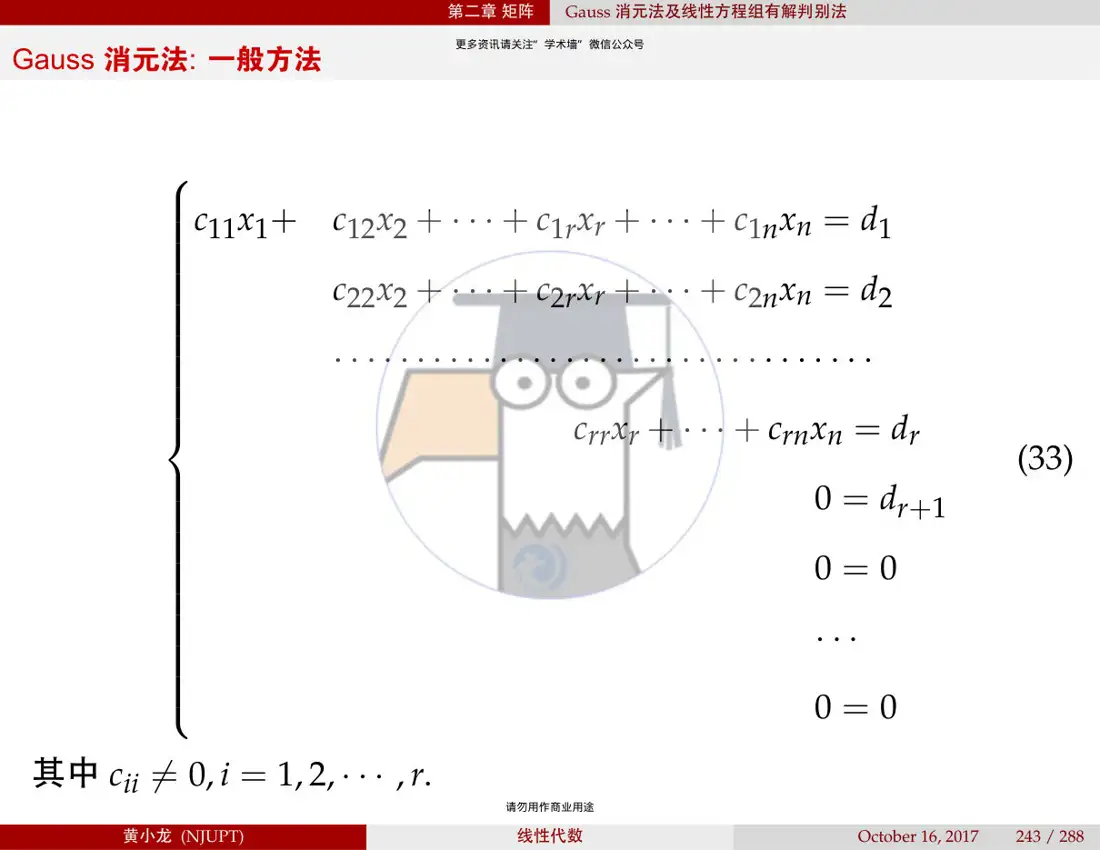 第二章 矩阵 Gauss 消元法及线性方程组有解判别法
更多资讯请关注“学术墙”微信公众号
Gauss 消元法: 一般方法
c₁₁x₁+ c₁₂x₂ + ⋯ + c₁ᵣxᵣ + ⋯ + c₁ₙxₙ = d₁
c₂₂x₂ + ⋯ + c₂ᵣxᵣ + ⋯ + c₂ₙxₙ = d₂
⋯⋯⋯⋯⋯⋯⋯⋯⋯⋯⋯
cᵣᵣxᵣ + ⋯ + cᵣₙxₙ = dᵣ
(33)
0 = dᵣ₊₁
0 = 0
⋯
0 = 0
其中 cᵢᵢ ≠ 0, i = 1, 2, ⋯ , r.
请勿用作商业用途
黄小龙 (NJUPT) 线性代数 October 16, 2017 243 / 288